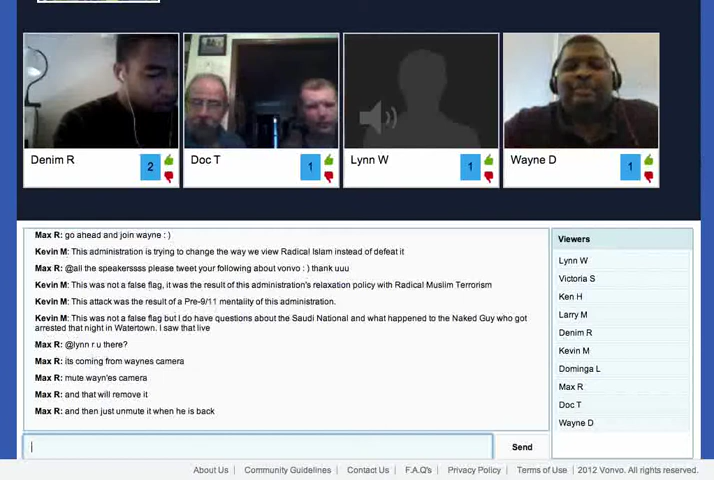 Denim R 2
Doc T 1
Lynn W 1
Wayne D 1
Max R: go ahead and join wayne : )
Kevin M: This administration is trying to change the way we view Radical Islam instead of defeat it
Max R: @all the speakerssss please tweet your following about vonvo : ) thank uuu
Kevin M: This was not a false flag, it was the result of this administration's relaxation policy with Radical Muslim Terrorism
Kevin M: This attack was the result of a Pre-9/11 mentality of this administration.
Kevin M: This was not a false flag but I do have questions about the Saudi National and what happened to the Naked Guy who got
arrested that night in Watertown. I saw that live
Max R: @lynn r u there?
Max R: its coming from waynes camera
Max R: mute wayn'es camera
Max R: and that will remove it
Max R: and then just unmute it when he is back
Send
Viewers
Lynn W
Victoria S
Ken H
Larry M
Denim R
Kevin M
Dominga L
Max R
Doc T
Wayne D
About Us | Community Guidelines | Contact Us | F.A.Q's | Privacy Policy | Terms of Use | 2012 Vonvo. All rights reserved.